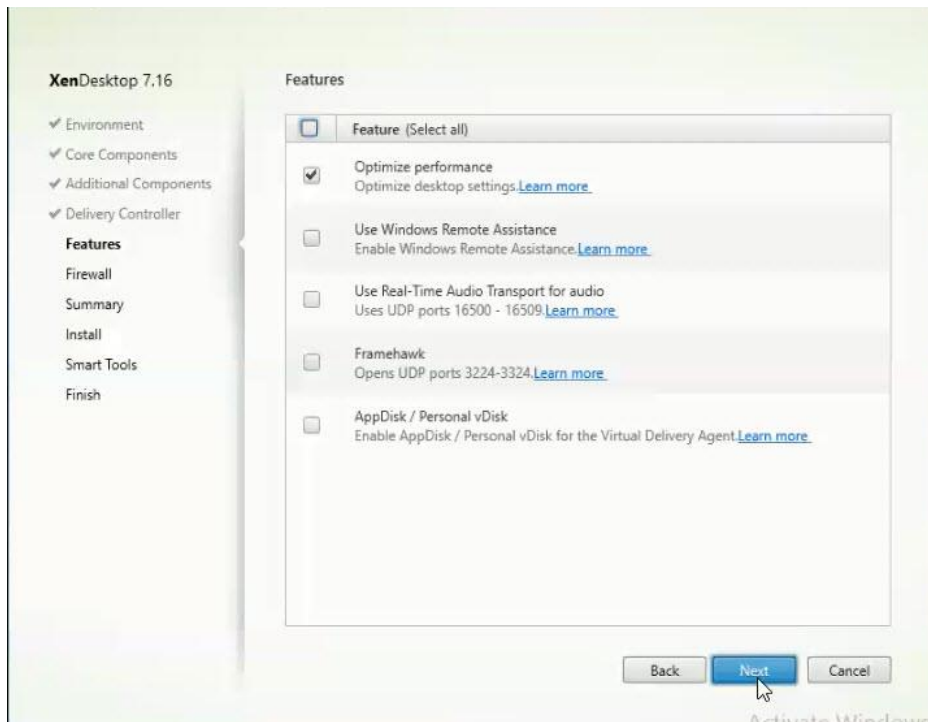 XenDesktop 7.16
Environment
Core Components
Additional Components
Delivery Controller
Features
Firewall
Summary
Install
Smart Tools
Finish
Features
Feature (Select all)
Optimize performance
Optimize desktop settings.Learn more
Use Windows Remote Assistance
Enable Windows Remote Assistance.Learn more
Use Real-Time Audio Transport for audio
Uses UDP ports 16500 - 16509.Learn more
Framehawk
Opens UDP ports 3224-3324.Learn more
AppDisk / Personal vDisk
Enable AppDisk / Personal vDisk for the Virtual Delivery Agent.Learn more
Back Next Cancel
Activate Windows